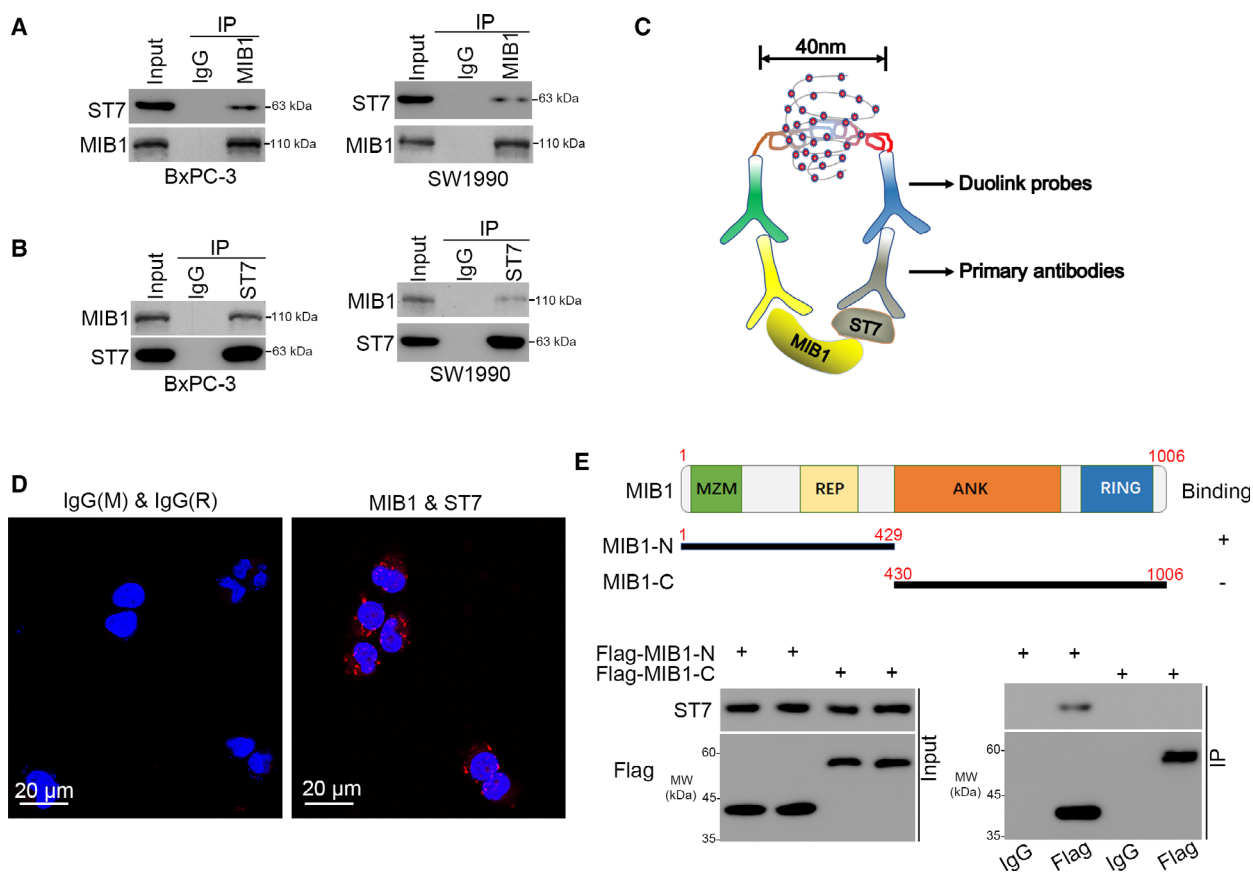 A
IP
Input
IgG
MIB1
ST7
63 kDa
MIB1
110 kDa
BxPC-3
IP
Input
IgG
MIB1
ST7
63 kDa
MIB1
110 kDa
SW1990
B
IP
Input
IgG
ST7
MIB1
110 kDa
ST7
63 kDa
BxPC-3
IP
Input
IgG
ST7
MIB1
110 kDa
ST7
63 kDa
SW1990
C
40nm
Duolink probes
Primary antibodies
ST7
MIB1
D
IgG(M) & IgG(R)
MIB1 & ST7
20 μm
20 μm
E
1 1006
MIB1 MZM REP ANK RING Binding
1 429
MIB1-N +
430 1006
MIB1-C -
Flag-MIB1-N + + + +
Flag-MIB1-C + + + +
ST7
Flag
60
MW
(kDa)
45
35
Input
60
MW
(kDa)
45
35
IP
IgG Flag IgG Flag